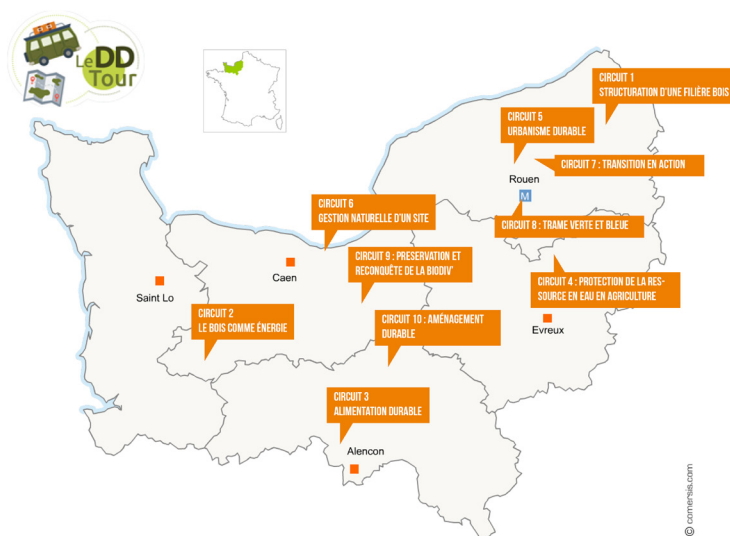 Le DD
Tour
CIRCUIT 1
STRUCTURATION D'UNE FILIÈRE BOIS
CIRCUIT 5
URBANISME DURABLE
CIRCUIT 7 : TRANSITION EN ACTION
Rouen
M
CIRCUIT 6
GESTION NATURELLE D'UN SITE
CIRCUIT 8 : TRAME VERTE ET BLEUE
CIRCUIT 9 : PRESERVATION ET
RECONQUÊTE DE LA BIODIV'
Caen
Saint Lo
CIRCUIT 4 : PROTECTION DE LA RES-
SOURCE EN EAU EN AGRICULTURE
CIRCUIT 2
LE BOIS COMME ÉNERGIE
CIRCUIT 10 : AMÉNAGEMENT
DURABLE
Evreux
CIRCUIT 3
ALIMENTATION DURABLE
Alencon
© comersis.com